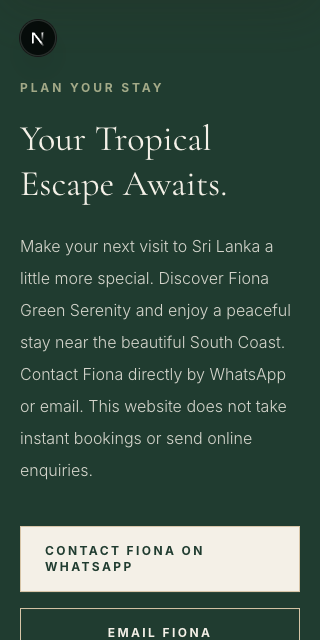 N
PLAN YOUR STAY
Your Tropical
Escape Awaits.
Make your next visit to Sri Lanka a
little more special. Discover Fiona
Green Serenity and enjoy a peaceful
stay near the beautiful South Coast.
Contact Fiona directly by WhatsApp
or email. This website does not take
instant bookings or send online
enquiries.
CONTACT FIONA ON
WHATSAPP
EMAIL FIONA